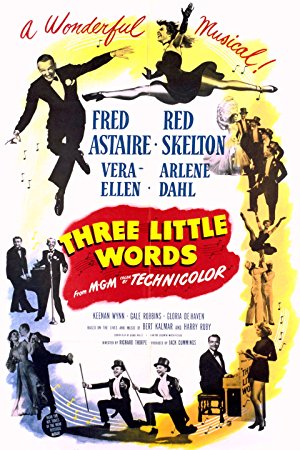 A Wonderful Musical!
FRED ASTAIRE · RED SKELTON
VERA-ELLEN · ARLENE DAHL
THREE LITTLE
WORDS
from M-G-M COLOR BY TECHNICOLOR
KEENAN WYNN · GALE ROBBINS · GLORIA DE HAVEN
BASED ON THE LIVES AND MUSIC OF BERT KALMAR AND HARRY RUBY
DIRECTED BY RICHARD THORPE · PRODUCED BY JACK CUMMINGS